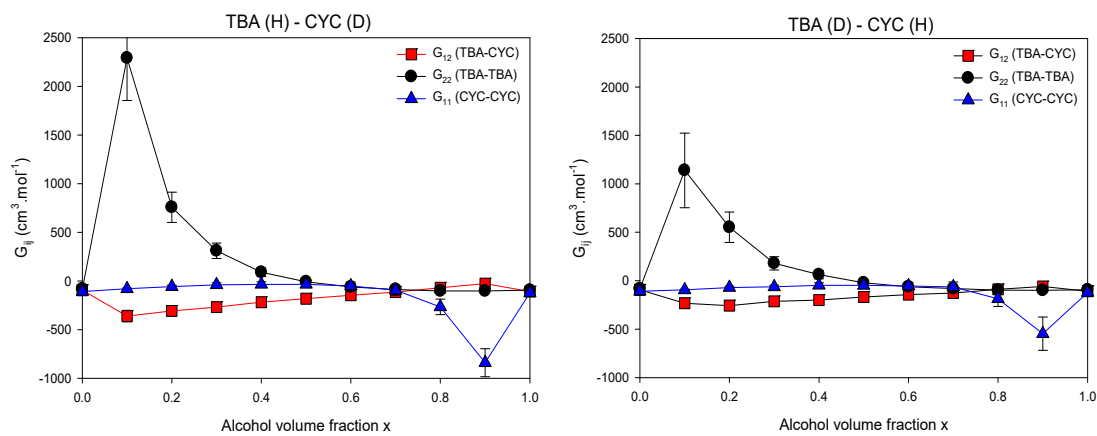 TBA (H) - CYC (D)
2500
2000
1500
1000
500
0
-500
-1000
G_ij (cm³.mol⁻¹)
G₁₂ (TBA-CYC)
G₂₂ (TBA-TBA)
G₁₁ (CYC-CYC)
0.0 0.2 0.4 0.6 0.8 1.0
Alcohol volume fraction x
TBA (D) - CYC (H)
2500
2000
1500
1000
500
0
-500
-1000
G_ij (cm³.mol⁻¹)
G₁₂ (TBA-CYC)
G₂₂ (TBA-TBA)
G₁₁ (CYC-CYC)
0.0 0.2 0.4 0.6 0.8 1.0
Alcohol volume fraction x